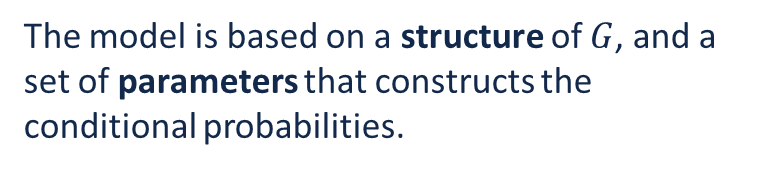 The model is based on a structure of G, and a
set of parameters that constructs the
conditional probabilities.